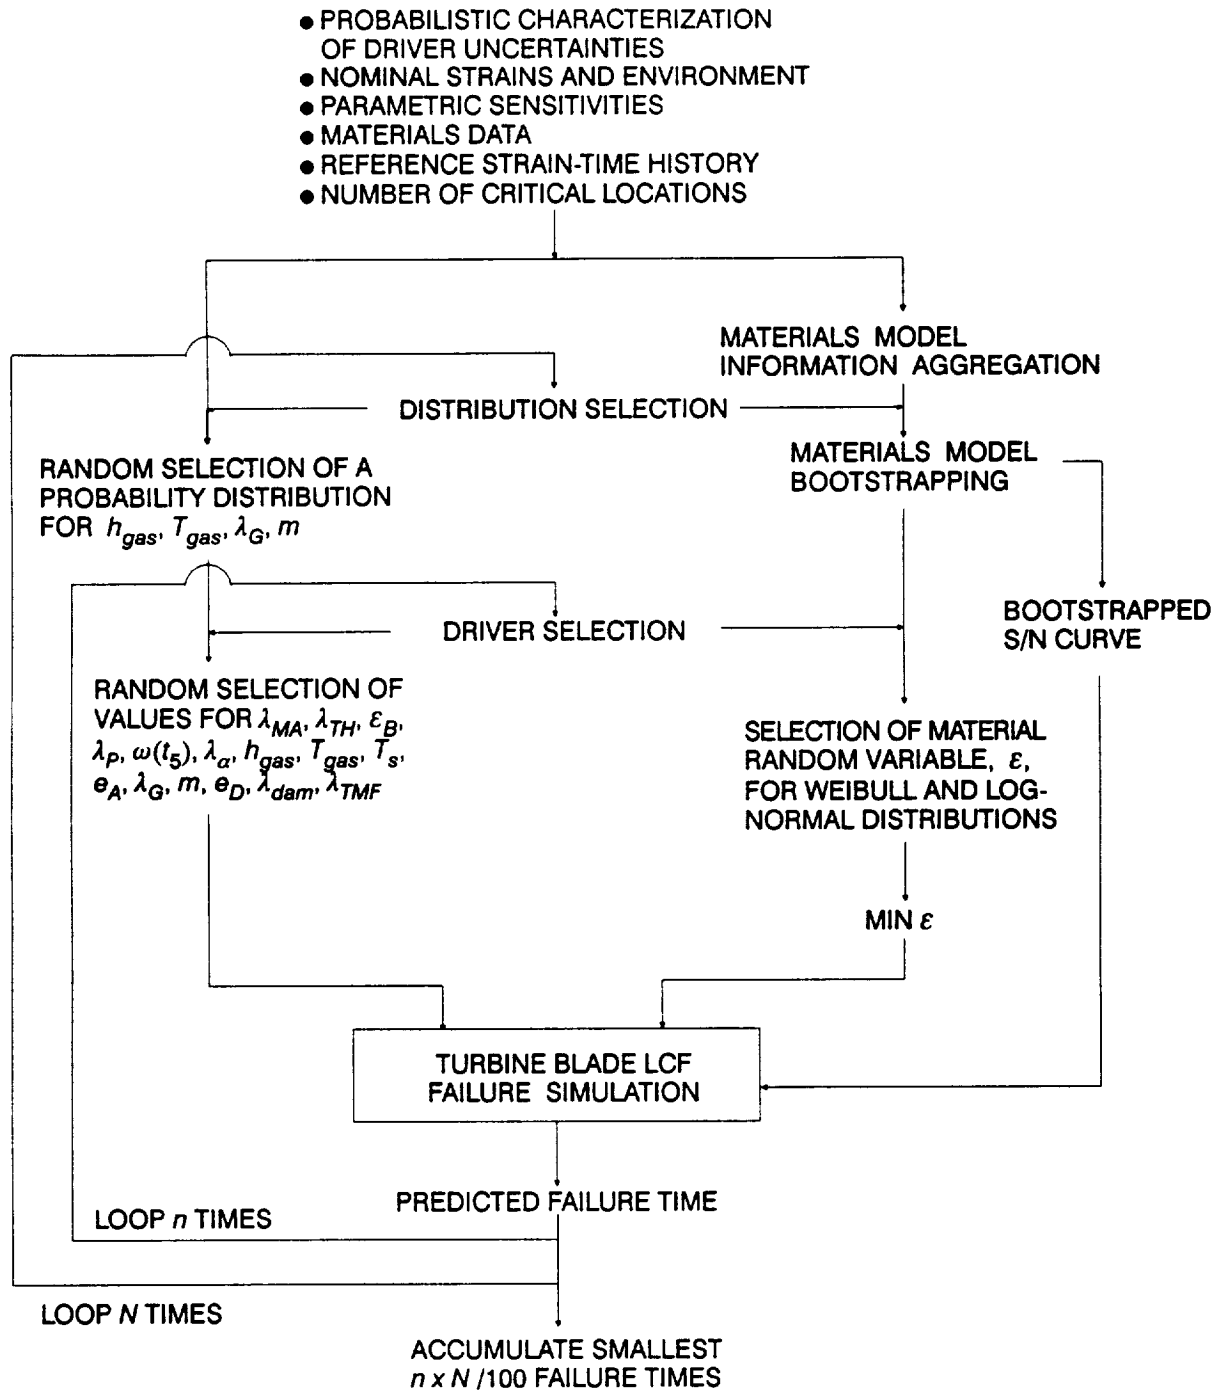 ● PROBABILISTIC CHARACTERIZATION
OF DRIVER UNCERTAINTIES
● NOMINAL STRAINS AND ENVIRONMENT
● PARAMETRIC SENSITIVITIES
● MATERIALS DATA
● REFERENCE STRAIN-TIME HISTORY
● NUMBER OF CRITICAL LOCATIONS
MATERIALS MODEL
INFORMATION AGGREGATION
DISTRIBUTION SELECTION
RANDOM SELECTION OF A
PROBABILITY DISTRIBUTION
FOR h_gas, T_gas, λ_G, m
MATERIALS MODEL
BOOTSTRAPPING
BOOTSTRAPPED
S/N CURVE
DRIVER SELECTION
RANDOM SELECTION OF
VALUES FOR λ_MA, λ_TH, ε_B,
λ_P, ω(t_5), λ_α, h_gas, T_gas, T_s,
e_A, λ_G, m, e_D, λ_dam, λ_TMF
SELECTION OF MATERIAL
RANDOM VARIABLE, ε,
FOR WEIBULL AND LOG-
NORMAL DISTRIBUTIONS
MIN ε
TURBINE BLADE LCF
FAILURE SIMULATION
PREDICTED FAILURE TIME
LOOP n TIMES
LOOP N TIMES
ACCUMULATE SMALLEST
n x N /100 FAILURE TIMES